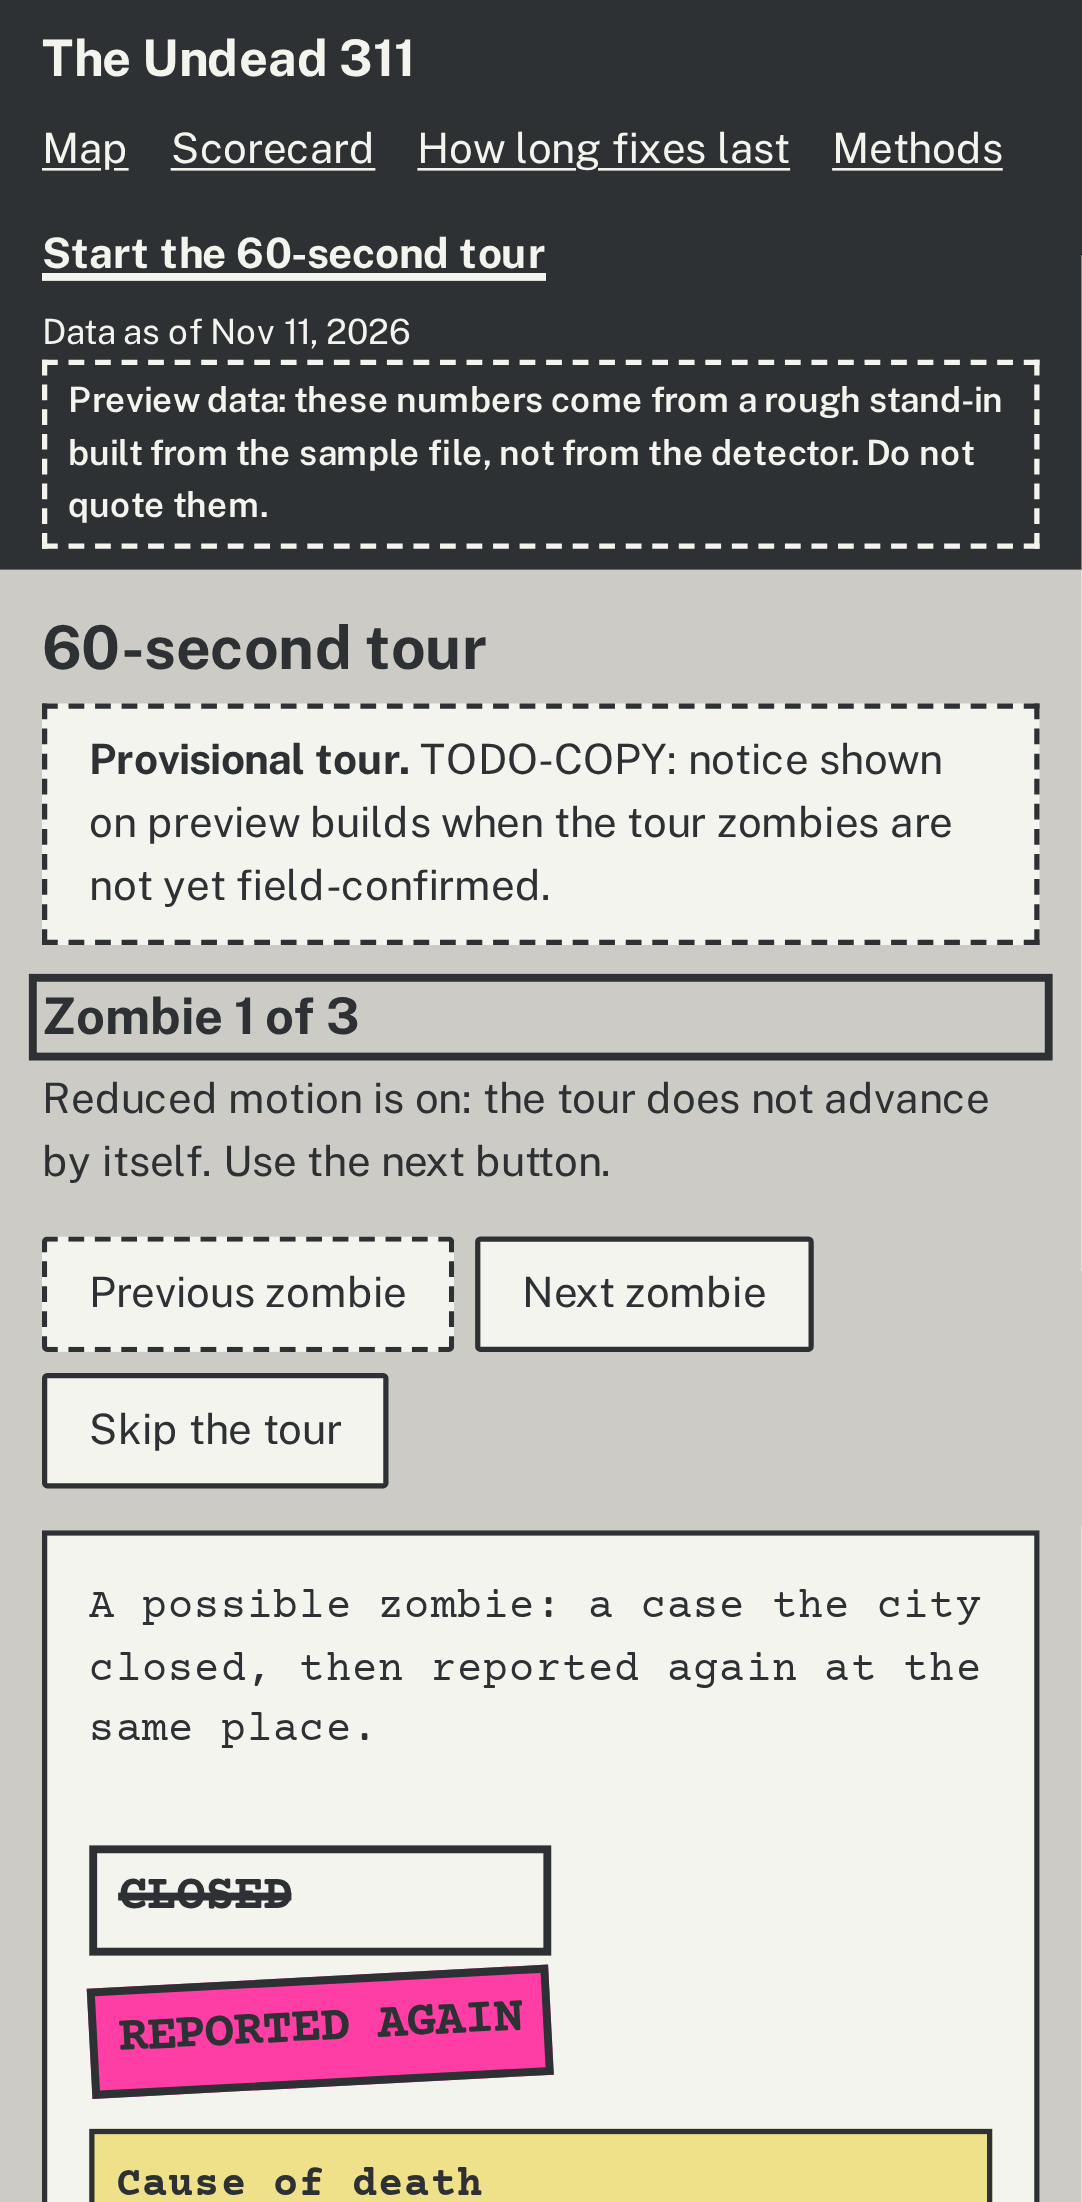 The Undead 311
Map Scorecard How long fixes last Methods
Start the 60-second tour
Data as of Nov 11, 2026
Preview data: these numbers come from a rough stand-in
built from the sample file, not from the detector. Do not
quote them.
60-second tour
Provisional tour. TODO-COPY: notice shown
on preview builds when the tour zombies are
not yet field-confirmed.
Zombie 1 of 3
Reduced motion is on: the tour does not advance
by itself. Use the next button.
Previous zombie Next zombie
Skip the tour
A possible zombie: a case the city
closed, then reported again at the
same place.
CLOSED
REPORTED AGAIN
Cause of death